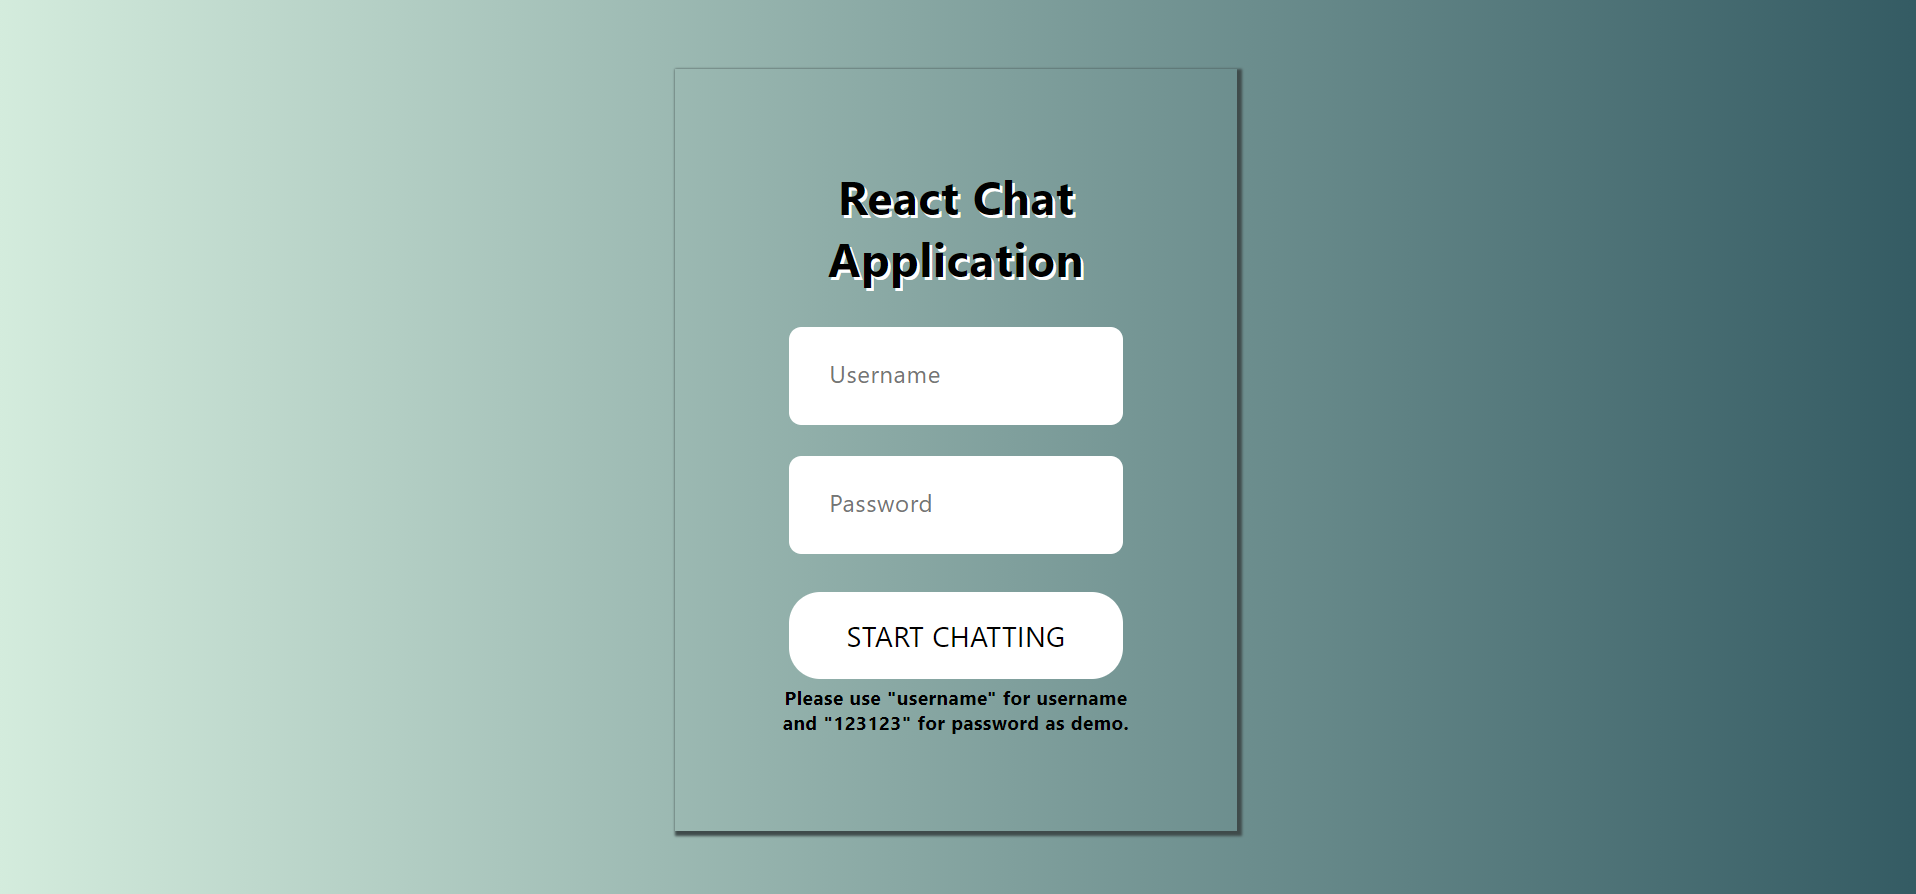 React Chat
Application
Username
Password
START CHATTING
Please use "username" for username
and "123123" for password as demo.